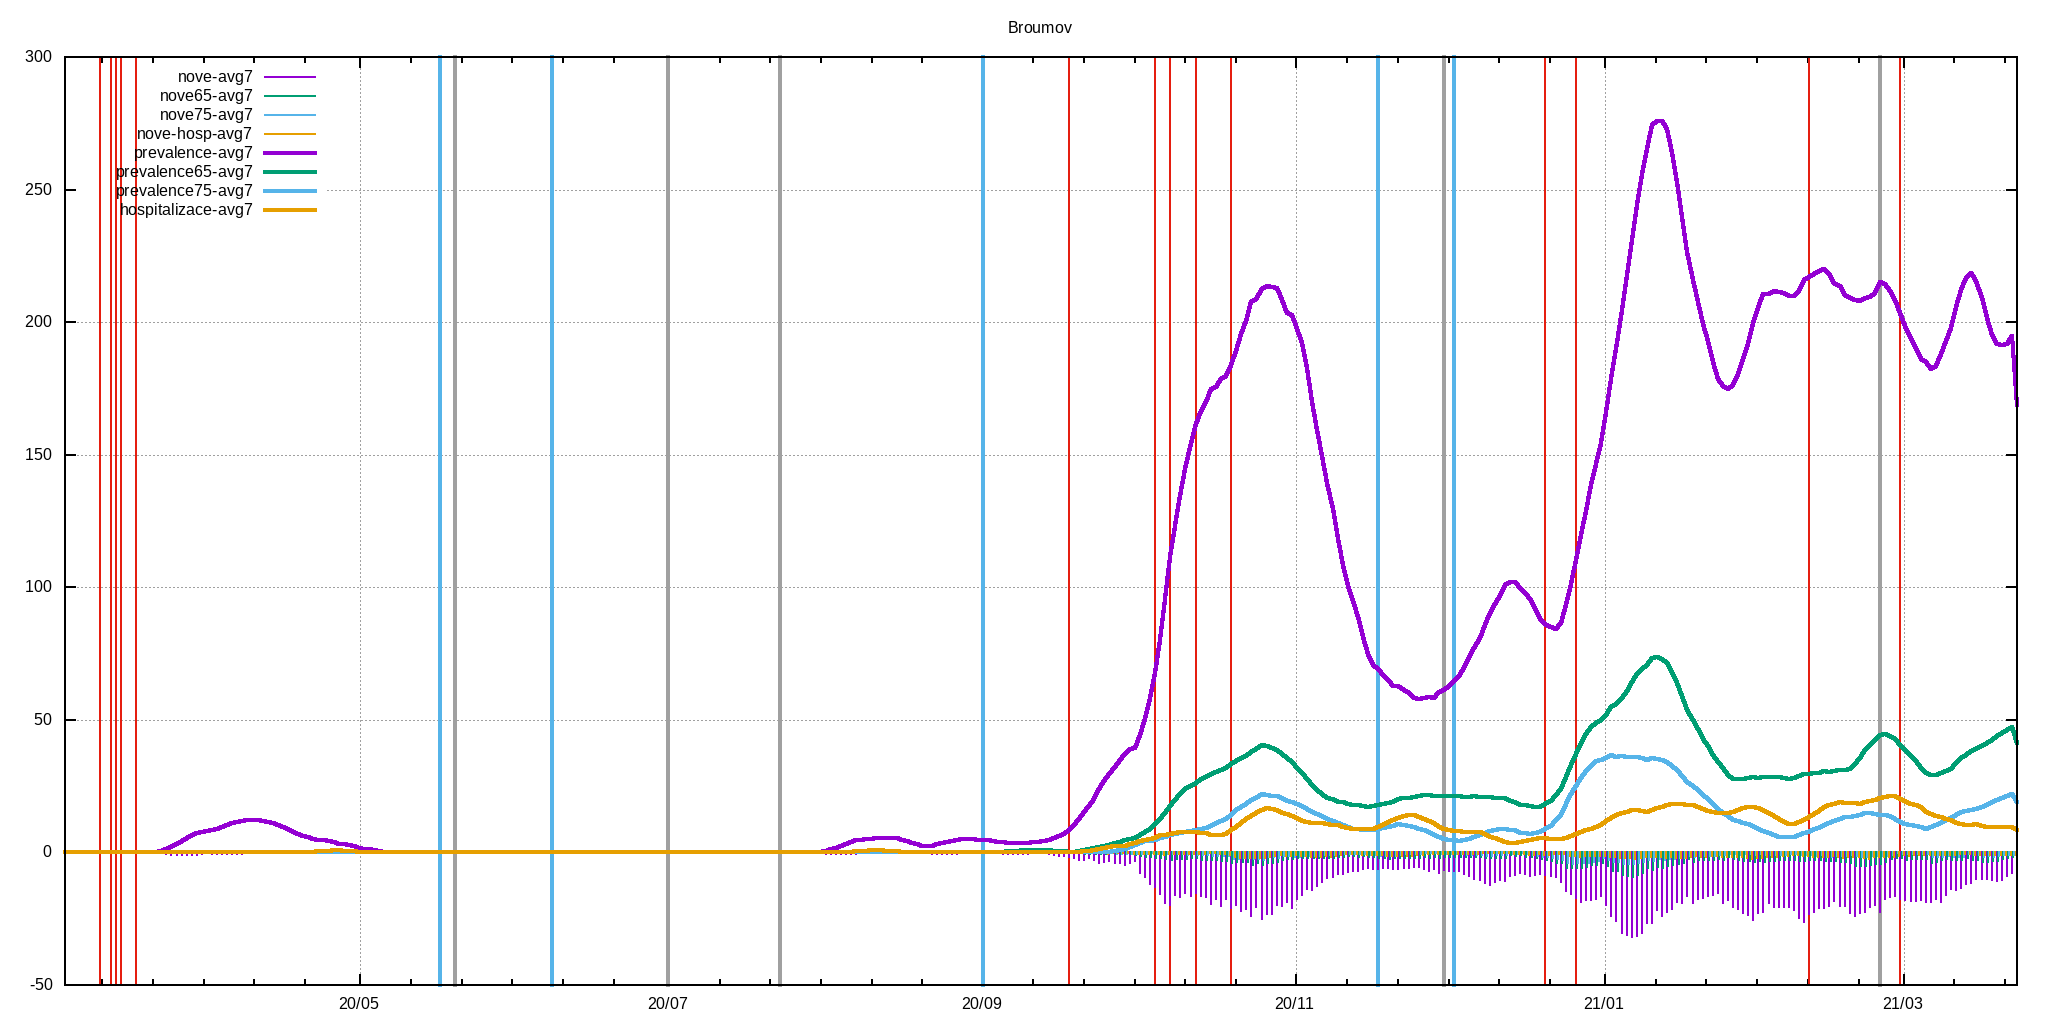 Broumov
300
250
200
150
100
50
0
-50
nove-avg7
nove65-avg7
nove75-avg7
nove-hosp-avg7
prevalence-avg7
prevalence65-avg7
prevalence75-avg7
hospitalizace-avg7
20/05 20/07 20/09 20/11 21/01 21/03